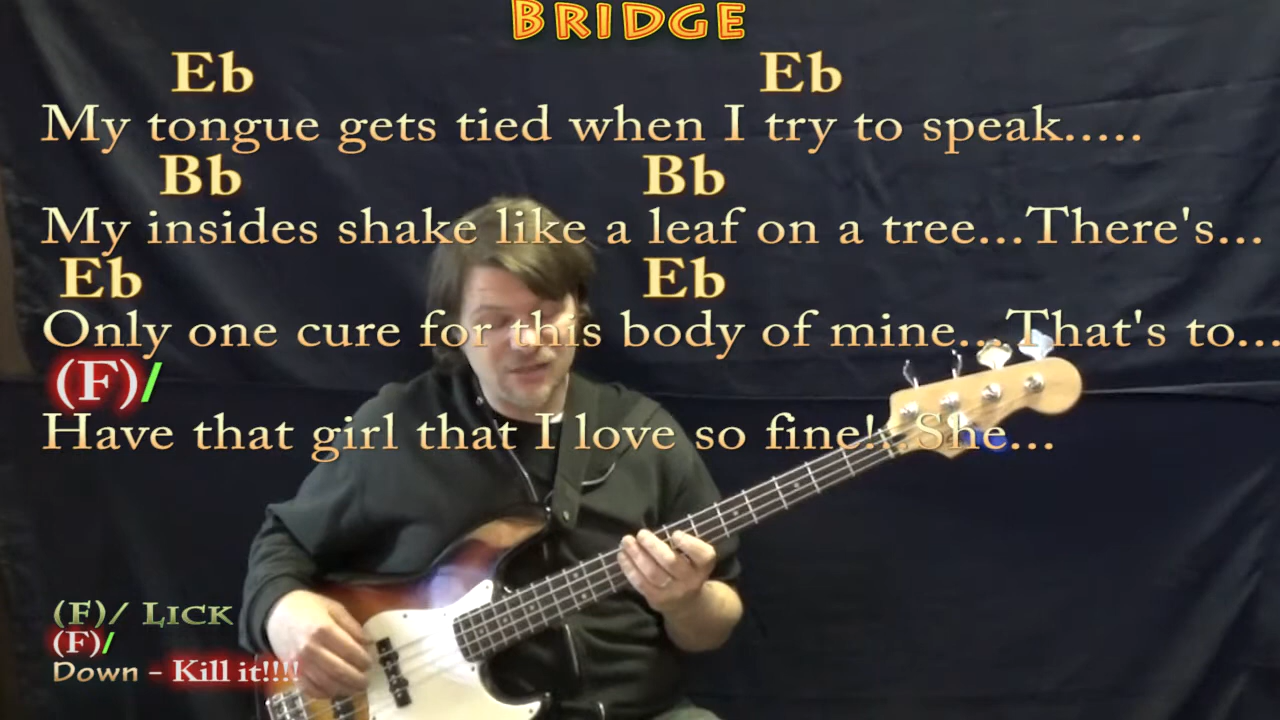 BRIDGE
Eb Eb
My tongue gets tied when I try to speak.....
Bb Bb
My insides shake like a leaf on a tree...There's...
Eb Eb
Only one cure for this body of mine...That's to...
(F)/
Have that girl that I love so fine!..She...
(F)/ LICK
(F)/
Down - Kill it!!!!